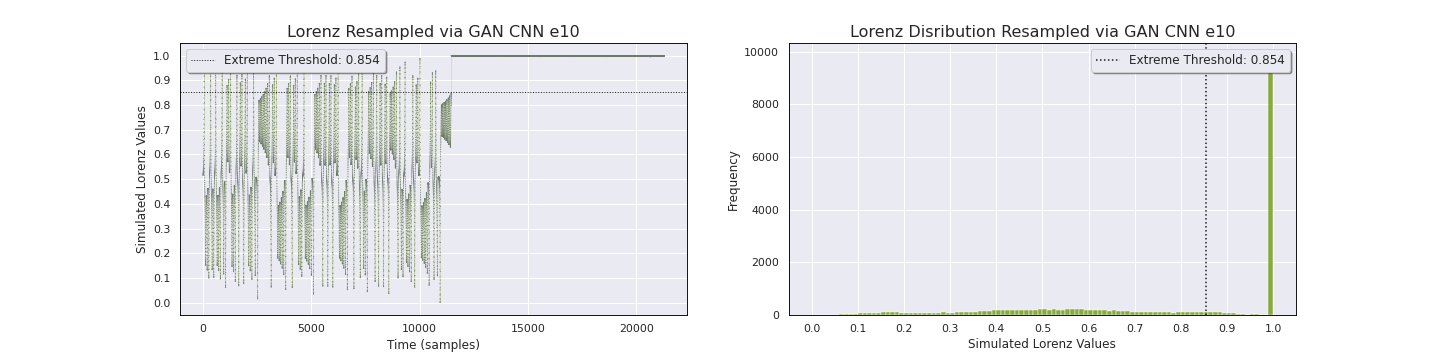 Lorenz Resampled via GAN CNN e10
Extreme Threshold: 0.854
1.0
0.9
0.8
0.7
0.6
0.5
0.4
0.3
0.2
0.1
0.0
Simulated Lorenz Values
0 5000 10000 15000 20000
Time (samples)
Lorenz Disribution Resampled via GAN CNN e10
Extreme Threshold: 0.854
10000
8000
6000
4000
2000
0
Frequency
0.0 0.1 0.2 0.3 0.4 0.5 0.6 0.7 0.8 0.9 1.0
Simulated Lorenz Values